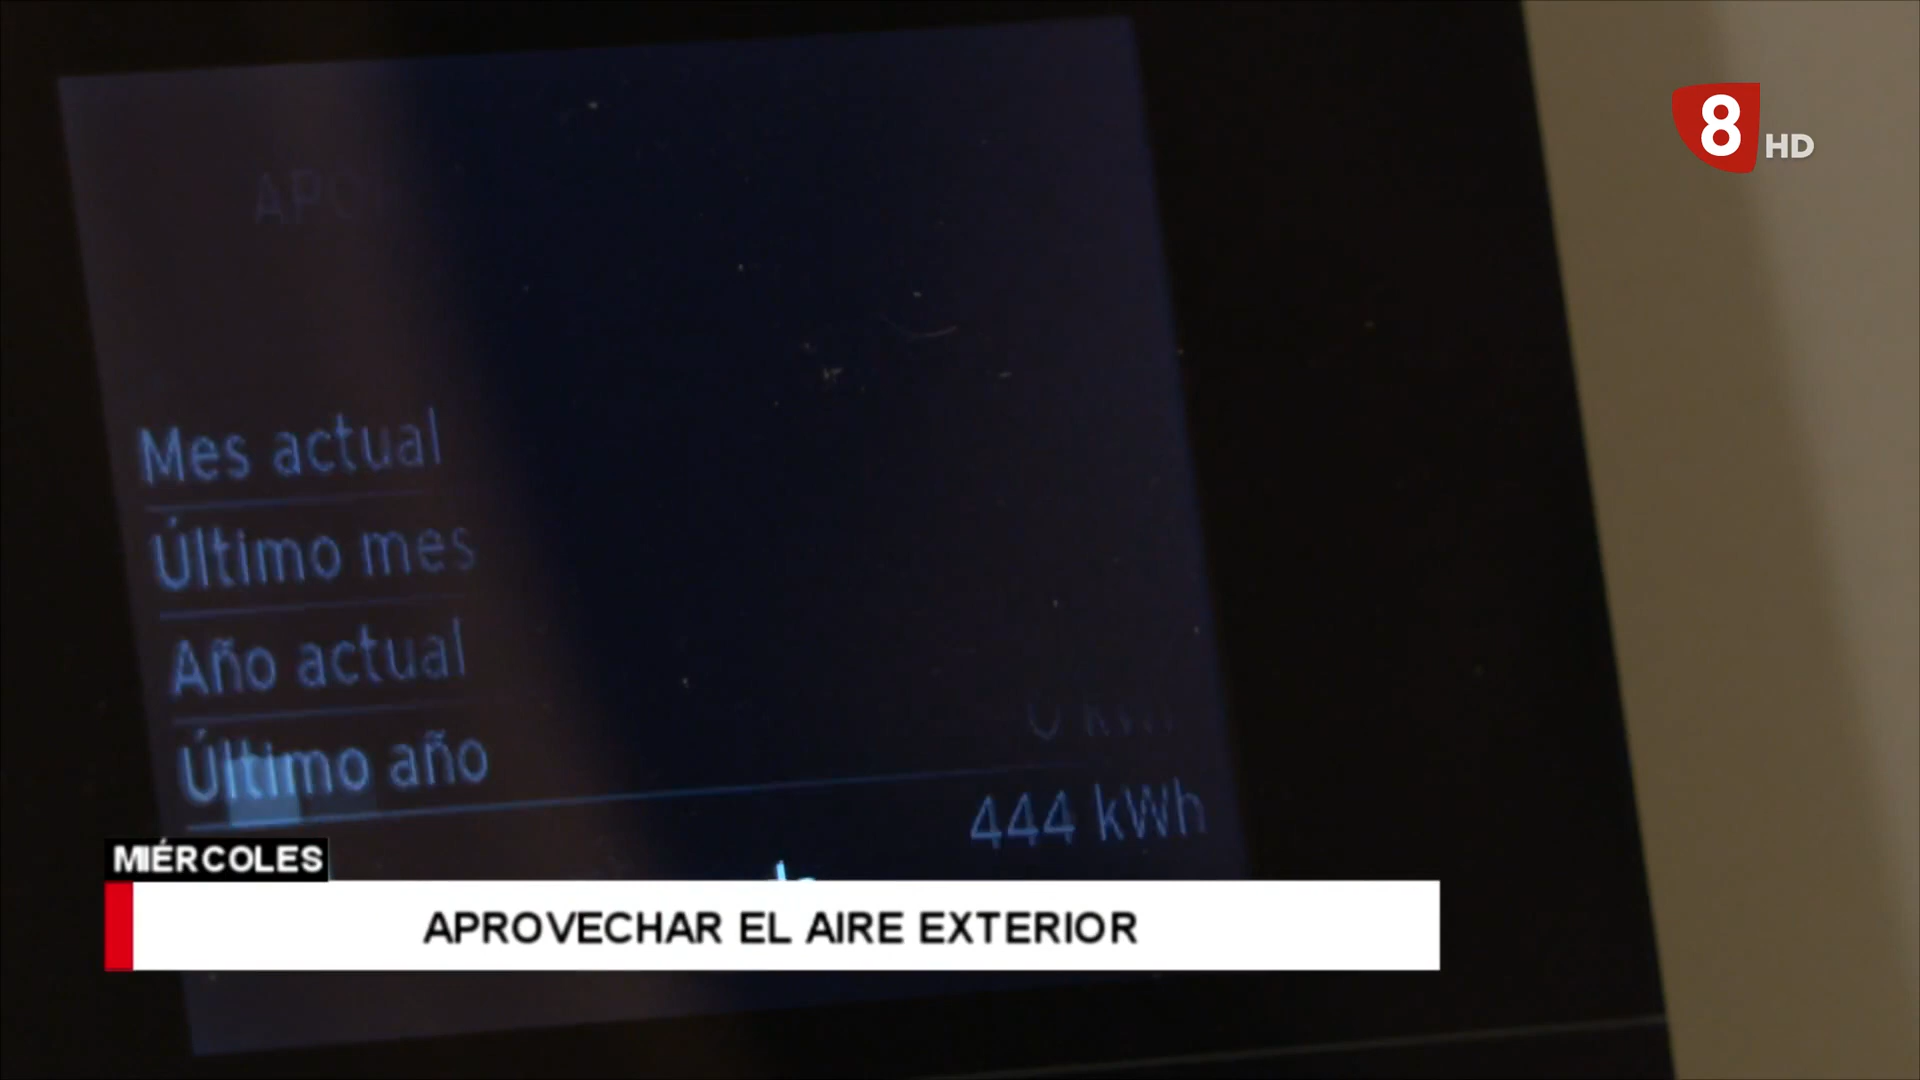 8 HD
Mes actual
Último mes
Año actual
Último año
444 kWh
MIÉRCOLES
APROVECHAR EL AIRE EXTERIOR